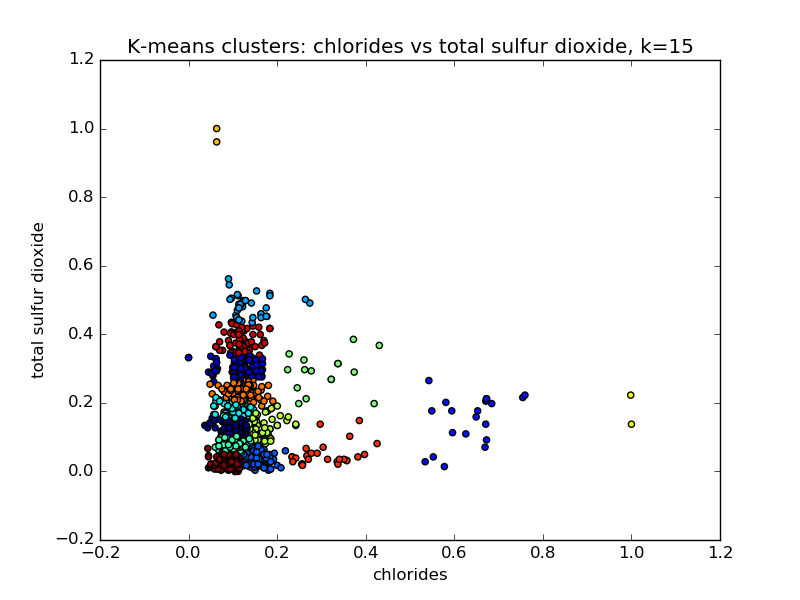 K-means clusters: chlorides vs total sulfur dioxide, k=15
1.2
1.0
0.8
0.6
0.4
0.2
0.0
−0.2
total sulfur dioxide
−0.2 0.0 0.2 0.4 0.6 0.8 1.0 1.2
chlorides